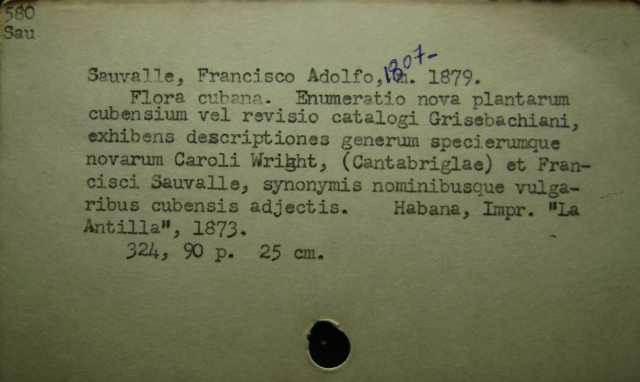 580
Sau
Sauvalle, Francisco Adolfo, 1807- m. 1879.
Flora cubana. Enumeratio nova plantarum
cubensium vel revisio catalogi Grisebachiani,
exhibens descriptiones generum specierumque
novarum Caroli Wright, (Cantabriglae) et Fran-
cisci Sauvalle, synonymis nominibusque vulga-
ribus cubensis adjectis. Habana, Impr. "La
Antilla", 1873.
324, 90 p. 25 cm.